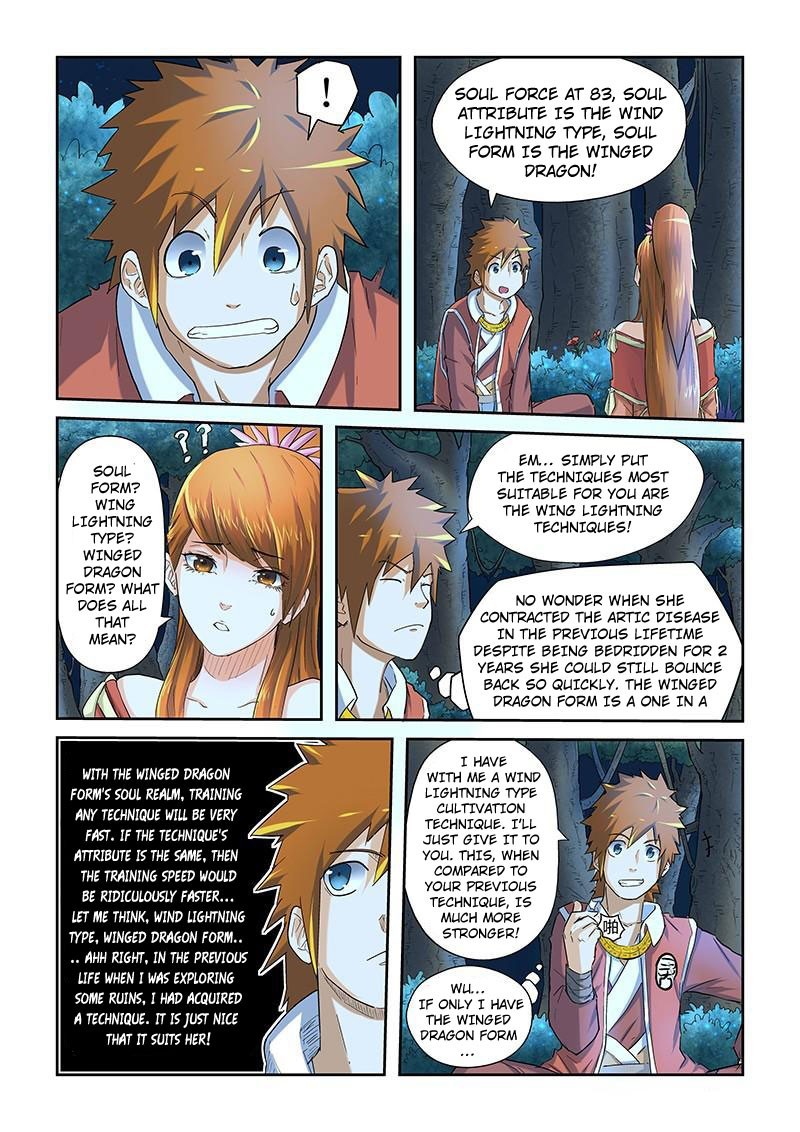 !
SOUL FORCE AT 83, SOUL
ATTRIBUTE IS THE WIND
LIGHTNING TYPE, SOUL
FORM IS THE WINGED
DRAGON!
??
SOUL
FORM?
WING
LIGHTNING
TYPE?
WINGED
DRAGON
FORM? WHAT
DOES ALL
THAT
MEAN?
EM... SIMPLY PUT
THE TECHNIQUES MOST
SUITABLE FOR YOU ARE
THE WING LIGHTNING
TECHNIQUES!
NO WONDER WHEN SHE
CONTRACTED THE ARTIC DISEASE
IN THE PREVIOUS LIFETIME
DESPITE BEING BEDRIDDEN FOR 2
YEARS SHE COULD STILL BOUNCE
BACK SO QUICKLY. THE WINGED
DRAGON FORM IS A ONE IN A
WITH THE WINGED DRAGON
FORM'S SOUL REALM, TRAINING
ANY TECHNIQUE WILL BE VERY
FAST. IF THE TECHNIQUE'S
ATTRIBUTE IS THE SAME, THEN
THE TRAINING SPEED WOULD
BE RIDICULOUSLY FASTER...
LET ME THINK, WIND LIGHTNING
TYPE, WINGED DRAGON FORM..
.. AHH RIGHT, IN THE PREVIOUS
LIFE WHEN I WAS EXPLORING
SOME RUINS, I HAD ACQUIRED
A TECHNIQUE. IT IS JUST NICE
THAT IT SUITS HER!
I HAVE
WITH ME A WIND
LIGHTNING TYPE
CULTIVATION
TECHNIQUE. I'LL
JUST GIVE IT TO
YOU. THIS, WHEN
COMPARED TO
YOUR PREVIOUS
TECHNIQUE, IS
MUCH MORE
STRONGER!
啪
WU...
IF ONLY I HAVE
THE WINGED
DRAGON FORM
...